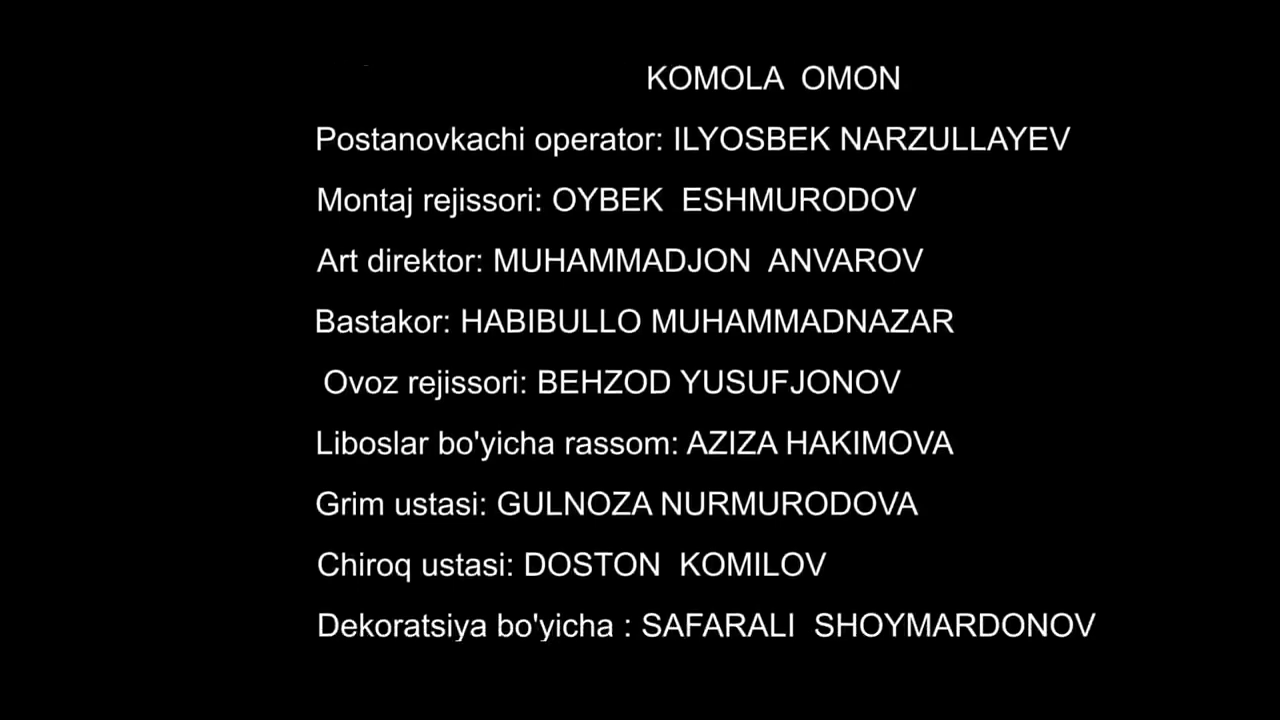 KOMOLA OMON
Postanovkachi operator: ILYOSBEK NARZULLAYEV
Montaj rejissori: OYBEK ESHMURODOV
Art direktor: MUHAMMADJON ANVAROV
Bastakor: HABIBULLO MUHAMMADNAZAR
Ovoz rejissori: BEHZOD YUSUFJONOV
Liboslar bo'yicha rassom: AZIZA HAKIMOVA
Grim ustasi: GULNOZA NURMURODOVA
Chiroq ustasi: DOSTON KOMILOV
Dekoratsiya bo'yicha : SAFARALI SHOYMARDONOV